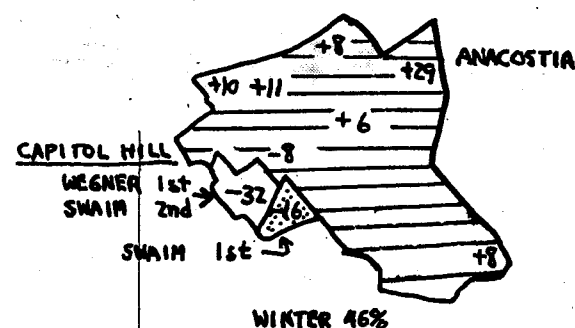 +8
ANACOSTIA
+10 +11 +29
+6
CAPITOL HILL -8
WEGNER 1st -32
SWAIM 2nd -16
SWAIM 1st +8
WINTER 46%